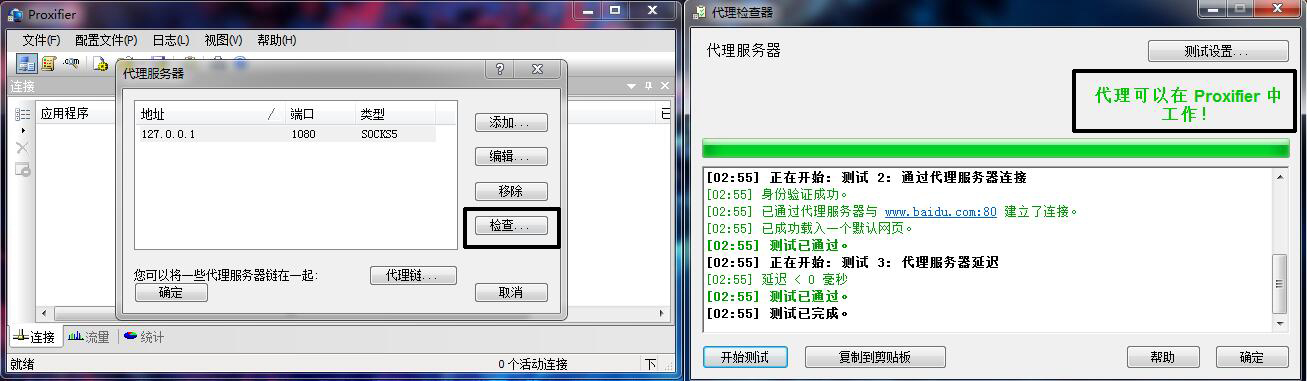 Proxifier
文件(F) 配置文件(P) 日志(L) 视图(V) 帮助(H)
连接
应用程序
代理服务器
地址 / 端口 类型
127.0.0.1 1080 SOCKS5
添加...
编辑...
移除
检查...
您可以将一些代理服务器链在一起:
代理链...
确定
取消
连接 流量 统计
就绪
0 个活动连接
下
代理检查器
代理服务器
测试设置...
代理可以在 Proxifier 中
工作!
[02:55] 正在开始: 测试 2: 通过代理服务器连接
[02:55] 身份验证成功。
[02:55] 已通过代理服务器与 www.baidu.com:80 建立了连接。
[02:55] 已成功载入一个默认网页。
[02:55] 测试已通过。
[02:55] 正在开始: 测试 3: 代理服务器延迟
[02:55] 延迟 < 0 毫秒
[02:55] 测试已通过。
[02:55] 测试已完成。
开始测试
复制到剪贴板
帮助
确定